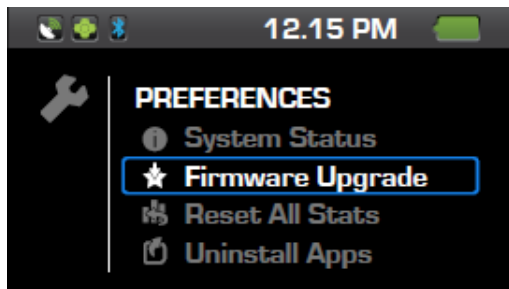 12.15 PM
PREFERENCES
System Status
Firmware Upgrade
Reset All Stats
Uninstall Apps